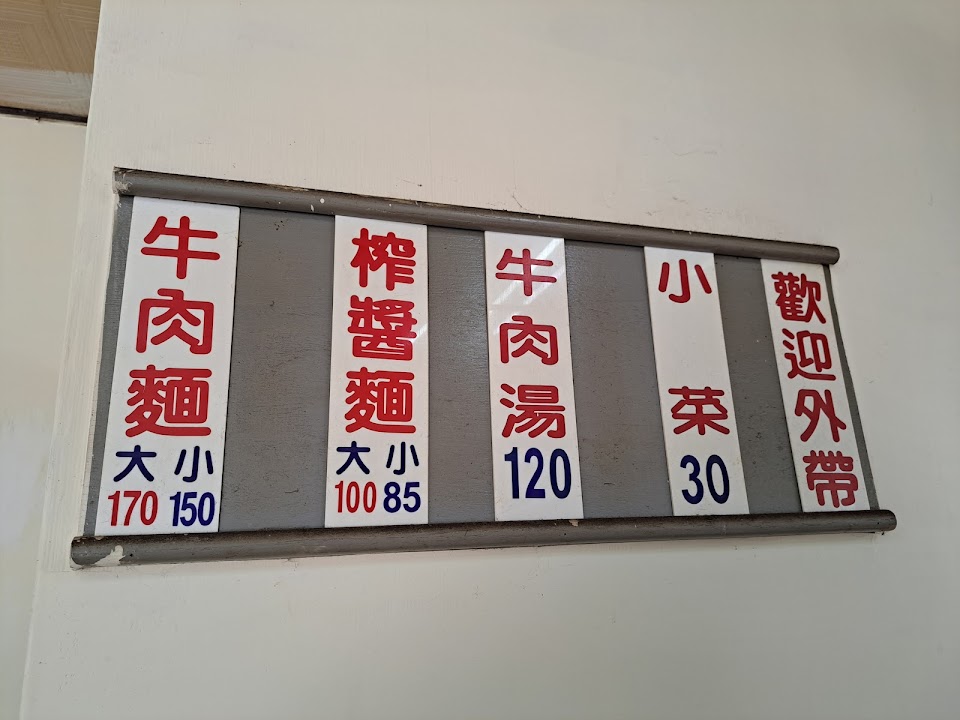 牛肉麵
大 小
170 150
榨醬麵
大 小
100 85
牛肉湯
120
小菜
30
歡迎外帶